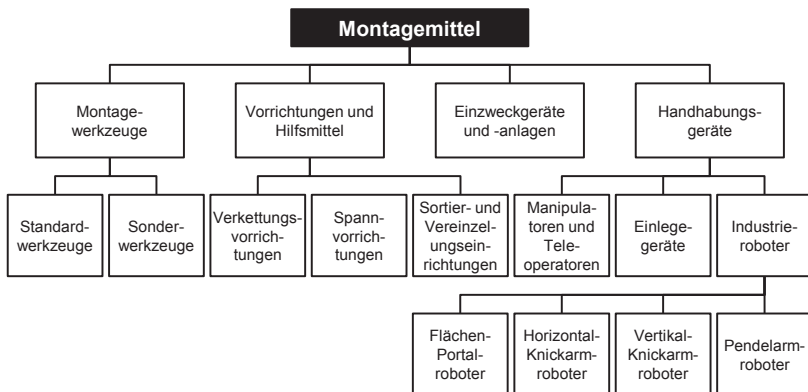 Montagemittel
Montage-
werkzeuge
Vorrichtungen und
Hilfsmittel
Einzweckgeräte
und -anlagen
Handhabungs-
geräte
Standard-
werkzeuge
Sonder-
werkzeuge
Verkettungs-
vorrich-
tungen
Spann-
vorrich-
tungen
Sortier- und
Vereinzel-
ungsein-
richtungen
Manipula-
toren und
Tele-
operatoren
Einlege-
geräte
Industrie-
roboter
Flächen-
Portal-
roboter
Horizontal-
Knickarm-
roboter
Vertikal-
Knickarm-
roboter
Pendelarm-
roboter